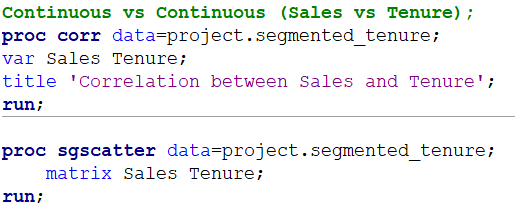 Continuous vs Continuous (Sales vs Tenure);
proc corr data=project.segmented_tenure;
var Sales Tenure;
title 'Correlation between Sales and Tenure';
run;
proc sgscatter data=project.segmented_tenure;
matrix Sales Tenure;
run;